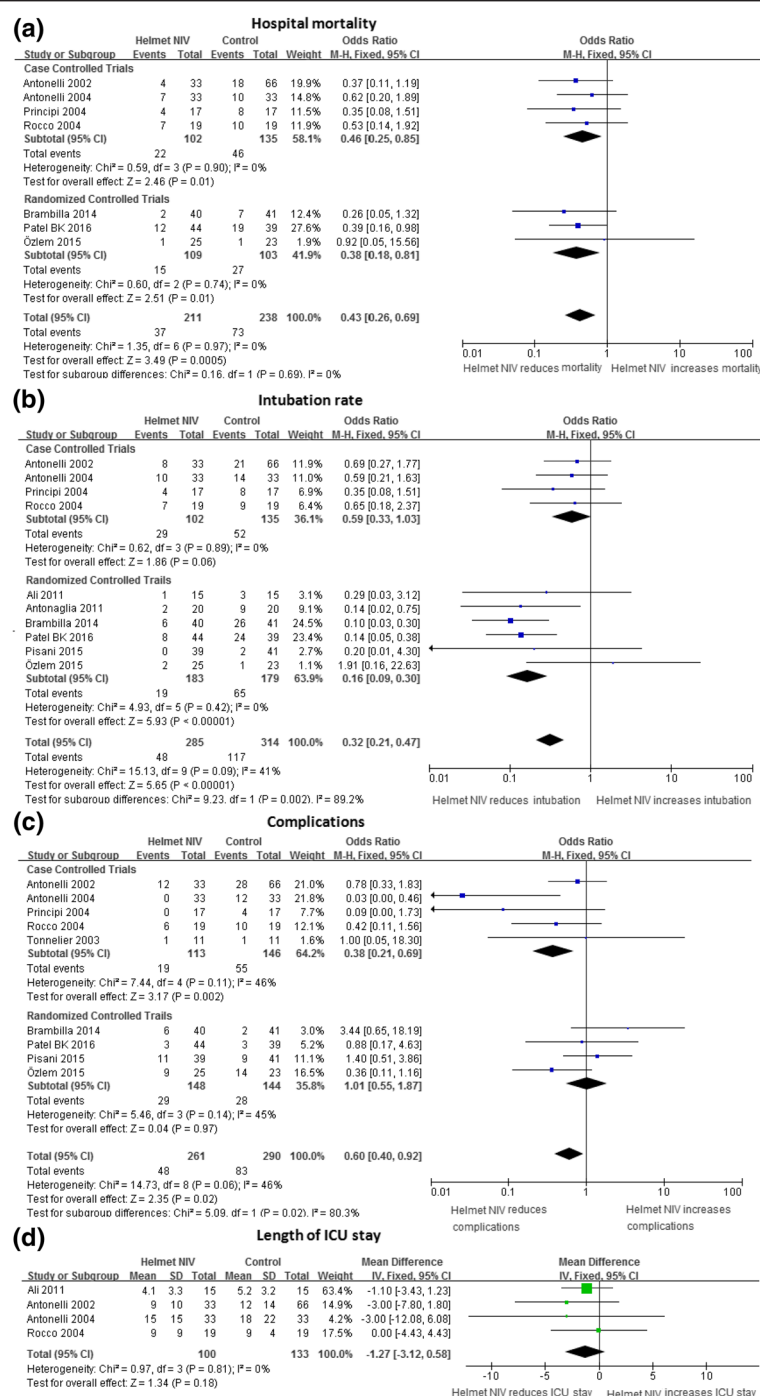 (a) Hospital mortality
Helmet NIV Control Odds Ratio Odds Ratio
Study or Subgroup Events Total Events Total Weight M-H, Fixed, 95% CI M-H, Fixed, 95% CI
Case Controlled Trials
Antonelli 2002 4 33 18 66 19.9% 0.37 [0.11, 1.19]
Antonelli 2004 7 33 10 33 14.8% 0.62 [0.20, 1.89]
Principi 2004 4 17 8 17 11.5% 0.35 [0.08, 1.51]
Rocco 2004 7 19 10 19 12.0% 0.53 [0.14, 1.92]
Subtotal (95% CI) 102 135 58.1% 0.46 [0.25, 0.85]
Total events 22 46
Heterogeneity: Chi² = 0.59, df = 3 (P = 0.90); I² = 0%
Test for overall effect: Z = 2.46 (P = 0.01)
Randomized Controlled Trials
Brambilla 2014 2 40 7 41 12.4% 0.26 [0.05, 1.32]
Patel BK 2016 12 44 19 39 27.6% 0.39 [0.16, 0.98]
Özlem 2015 1 25 1 23 1.9% 0.92 [0.05, 15.56]
Subtotal (95% CI) 109 103 41.9% 0.38 [0.18, 0.81]
Total events 15 27
Heterogeneity: Chi² = 0.60, df = 2 (P = 0.74); I² = 0%
Test for overall effect: Z = 2.51 (P = 0.01)
Total (95% CI) 211 238 100.0% 0.43 [0.26, 0.69]
Total events 37 73
Heterogeneity: Chi² = 1.35, df = 6 (P = 0.97); I² = 0%
Test for overall effect: Z = 3.49 (P = 0.0005)
Test for subgroup differences: Chi² = 0.16, df = 1 (P = 0.69), I² = 0%
0.01 0.1 1 10 100
Helmet NIV reduces mortality Helmet NIV increases mortality
(b) Intubation rate
Helmet NIV Control Odds Ratio Odds Ratio
Study or Subgroup Events Total Events Total Weight M-H, Fixed, 95% CI M-H, Fixed, 95% CI
Case Controlled Trials
Antonelli 2002 8 33 21 66 11.9% 0.69 [0.27, 1.77]
Antonelli 2004 10 33 14 33 11.0% 0.59 [0.21, 1.63]
Principi 2004 4 17 8 17 6.9% 0.35 [0.08, 1.51]
Rocco 2004 7 19 9 19 6.4% 0.65 [0.18, 2.37]
Subtotal (95% CI) 102 135 36.1% 0.59 [0.33, 1.03]
Total events 29 52
Heterogeneity: Chi² = 0.62, df = 3 (P = 0.89); I² = 0%
Test for overall effect: Z = 1.86 (P = 0.06)
Randomized Controlled Trails
Ali 2011 1 15 3 15 3.1% 0.29 [0.03, 3.12]
Antonaglia 2011 2 20 9 20 9.1% 0.14 [0.02, 0.75]
Brambilla 2014 6 40 26 41 24.5% 0.10 [0.03, 0.30]
Patel BK 2016 8 44 24 39 23.4% 0.14 [0.05, 0.38]
Pisani 2015 0 39 2 41 2.7% 0.20 [0.01, 4.30]
Özlem 2015 2 25 1 23 1.1% 1.91 [0.16, 22.63]
Subtotal (95% CI) 183 179 63.9% 0.16 [0.09, 0.30]
Total events 19 65
Heterogeneity: Chi² = 4.93, df = 5 (P = 0.42); I² = 0%
Test for overall effect: Z = 5.93 (P < 0.00001)
Total (95% CI) 285 314 100.0% 0.32 [0.21, 0.47]
Total events 48 117
Heterogeneity: Chi² = 15.13, df = 9 (P = 0.09); I² = 41%
Test for overall effect: Z = 5.65 (P < 0.00001)
Test for subgroup differences: Chi² = 9.23, df = 1 (P = 0.002), I² = 89.2%
0.01 0.1 1 10 100
Helmet NIV reduces intubation Helmet NIV increases intubation
(c) Complications
Helmet NIV Control Odds Ratio Odds Ratio
Study or Subgroup Events Total Events Total Weight M-H, Fixed, 95% CI M-H, Fixed, 95% CI
Case Controlled Trials
Antonelli 2002 12 33 28 66 21.0% 0.78 [0.33, 1.83]
Antonelli 2004 0 33 12 33 21.8% 0.03 [0.00, 0.46]
Principi 2004 0 17 4 17 7.7% 0.09 [0.00, 1.73]
Rocco 2004 6 19 10 19 12.1% 0.42 [0.11, 1.56]
Tonnelier 2003 1 11 1 11 1.6% 1.00 [0.05, 18.30]
Subtotal (95% CI) 113 146 64.2% 0.38 [0.21, 0.69]
Total events 19 55
Heterogeneity: Chi² = 7.44, df = 4 (P = 0.11); I² = 46%
Test for overall effect: Z = 3.17 (P = 0.002)
Randomized Controlled Trails
Brambilla 2014 6 40 2 41 3.0% 3.44 [0.65, 18.19]
Patel BK 2016 3 44 3 39 5.2% 0.88 [0.17, 4.63]
Pisani 2015 11 39 9 41 11.1% 1.40 [0.51, 3.86]
Özlem 2015 9 25 14 23 16.5% 0.36 [0.11, 1.16]
Subtotal (95% CI) 148 144 35.8% 1.01 [0.55, 1.87]
Total events 29 28
Heterogeneity: Chi² = 5.46, df = 3 (P = 0.14); I² = 45%
Test for overall effect: Z = 0.04 (P = 0.97)
Total (95% CI) 261 290 100.0% 0.60 [0.40, 0.92]
Total events 48 83
Heterogeneity: Chi² = 14.73, df = 8 (P = 0.06); I² = 46%
Test for overall effect: Z = 2.35 (P = 0.02)
Test for subgroup differences: Chi² = 5.09, df = 1 (P = 0.02), I² = 80.3%
0.01 0.1 1 10 100
Helmet NIV reduces Helmet NIV increases
complications complications
(d) Length of ICU stay
Helmet NIV Control Mean Difference Mean Difference
Study or Subgroup Mean SD Total Mean SD Total Weight IV, Fixed, 95% CI IV, Fixed, 95% CI
Ali 2011 4.1 3.3 15 5.2 3.2 15 63.4% -1.10 [-3.43, 1.23]
Antonelli 2002 9 10 33 12 14 66 14.9% -3.00 [-7.80, 1.80]
Antonelli 2004 15 15 33 18 22 33 4.2% -3.00 [-12.08, 6.08]
Rocco 2004 9 9 19 9 4 19 17.5% 0.00 [-4.43, 4.43]
Total (95% CI) 100 133 100.0% -1.27 [-3.12, 0.58]
Heterogeneity: Chi² = 0.97, df = 3 (P = 0.81); I² = 0%
Test for overall effect: Z = 1.34 (P = 0.18)
-10 -5 0 5 10
Helmet NIV reduces ICU stay Helmet NIV increases ICU stay